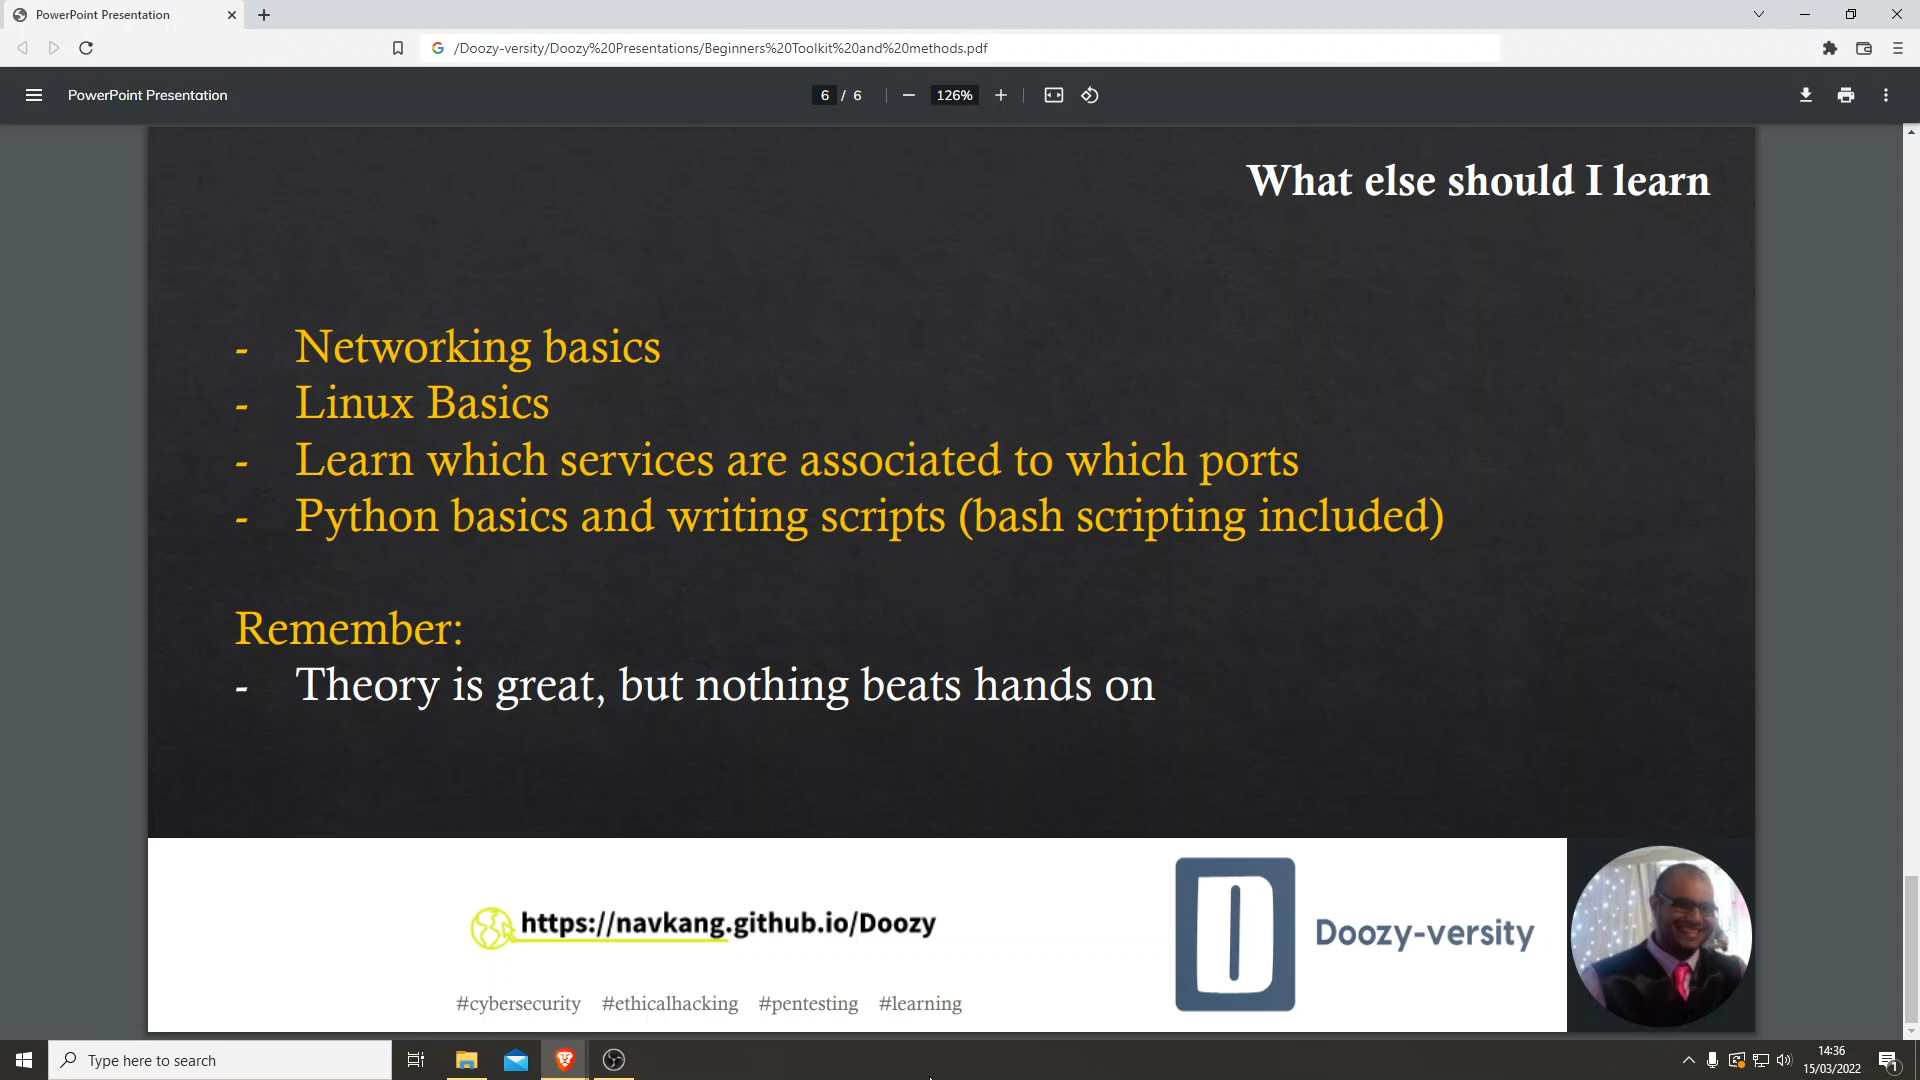 PowerPoint Presentation
/Doozy-versity/Doozy%20Presentations/Beginners%20Toolkit%20and%20methods.pdf
PowerPoint Presentation
6 / 6
126%
What else should I learn
- Networking basics
- Linux Basics
- Learn which services are associated to which ports
- Python basics and writing scripts (bash scripting included)
Remember:
- Theory is great, but nothing beats hands on
https://navkang.github.io/Doozy
D
Doozy-versity
#cybersecurity #ethicalhacking #pentesting #learning
Type here to search
14:36
15/03/2022
1